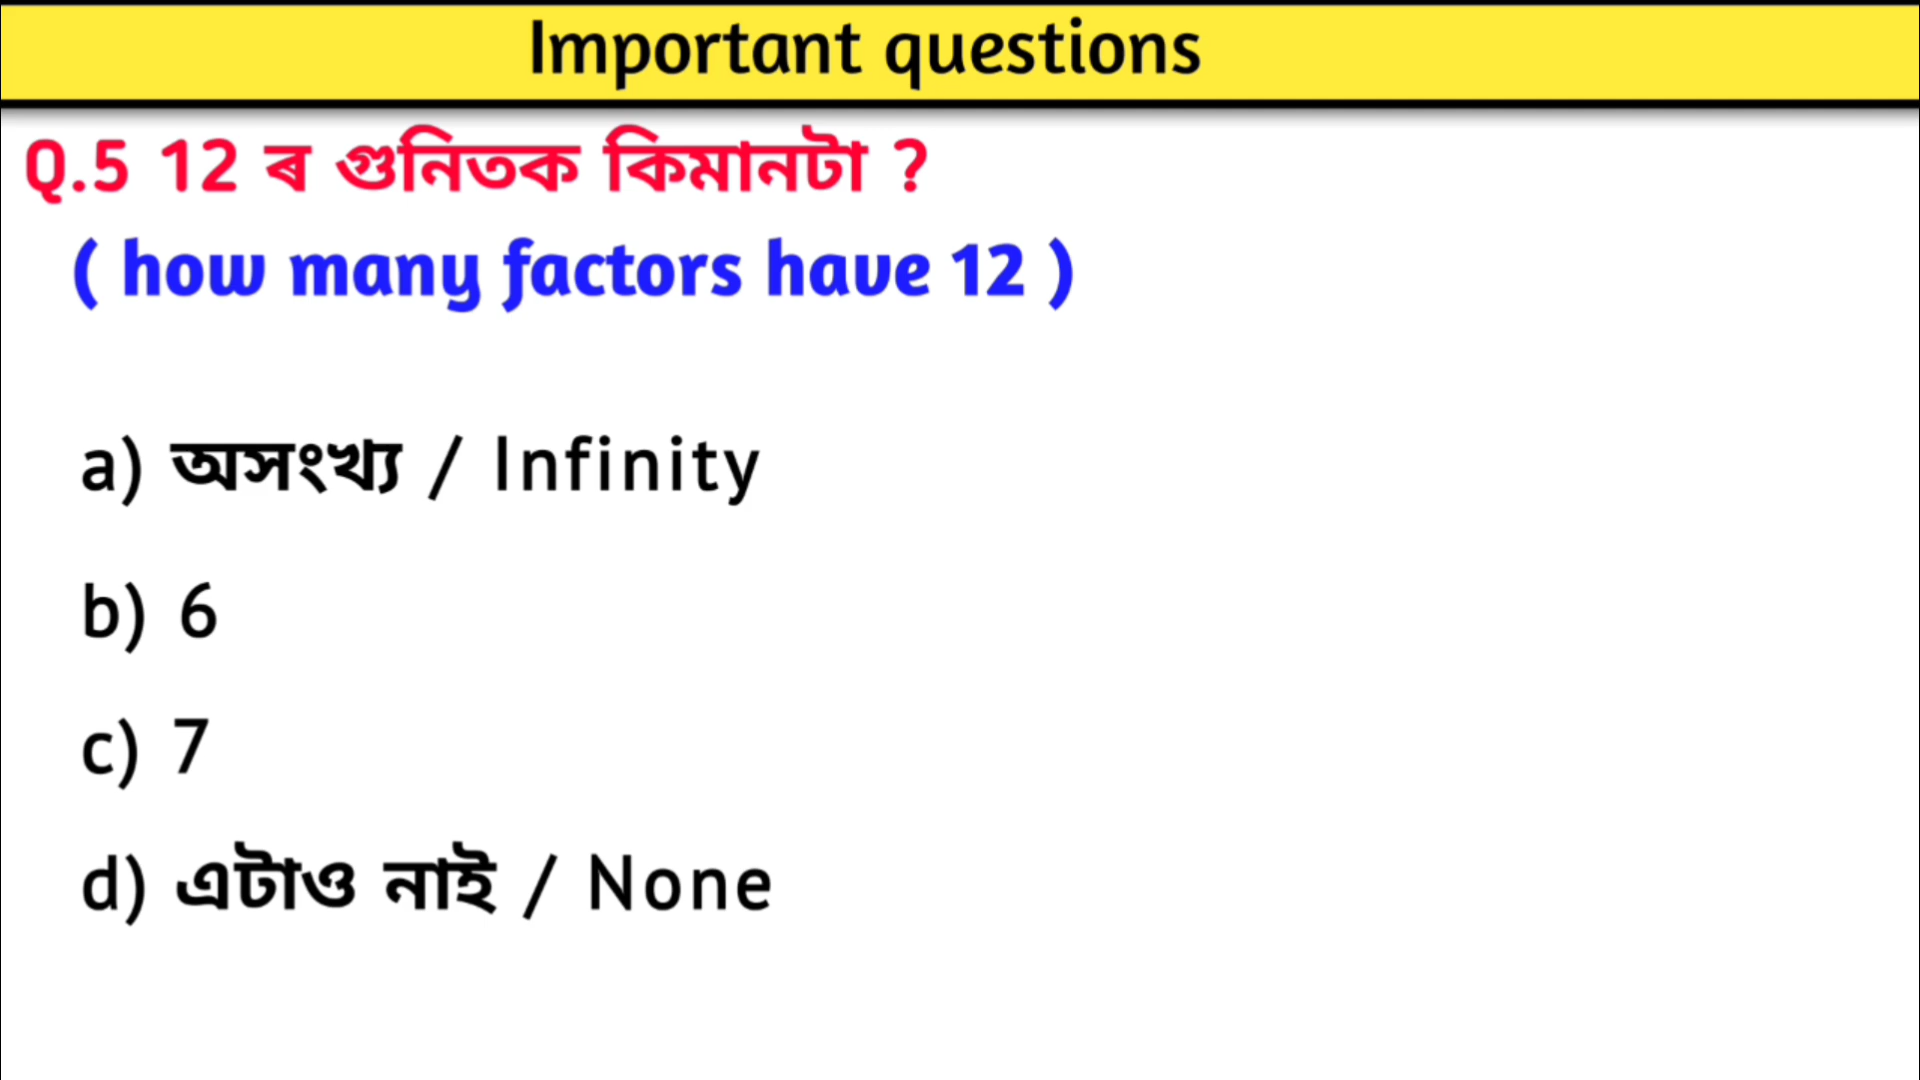 Important questions
Q.5 12 ৰ গুনিতক কিমানটা ?
( how many factors have 12 )
a) অসংখ্য / Infinity
b) 6
c) 7
d) এটাও নাই / None